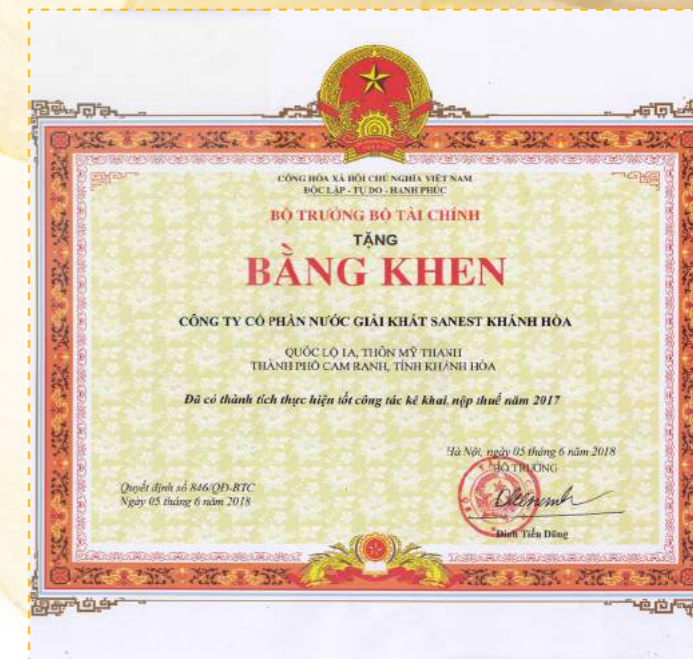 CỘNG HÒA XÃ HỘI CHỦ NGHĨA VIỆT NAM
ĐỘC LẬP - TỰ DO - HẠNH PHÚC
BỘ TRƯỞNG BỘ TÀI CHÍNH
TẶNG
BẰNG KHEN
CÔNG TY CỔ PHẦN NƯỚC GIẢI KHÁT SANEST KHÁNH HÒA
QUỐC LỘ 1A, THÔN MỸ THANH
THÀNH PHỐ CAM RANH, TỈNH KHÁNH HÒA
Đã có thành tích thực hiện tốt công tác kê khai, nộp thuế năm 2017
Hà Nội, ngày 05 tháng 6 năm 2018
BỘ TRƯỞNG
Quyết định số 846/QĐ-BTC
Ngày 05 tháng 6 năm 2018
Đinh Tiến Dũng